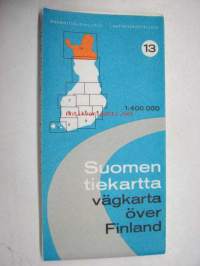 13
1:400 000
Suomen
tiekartta
vägkarta
över
Finland